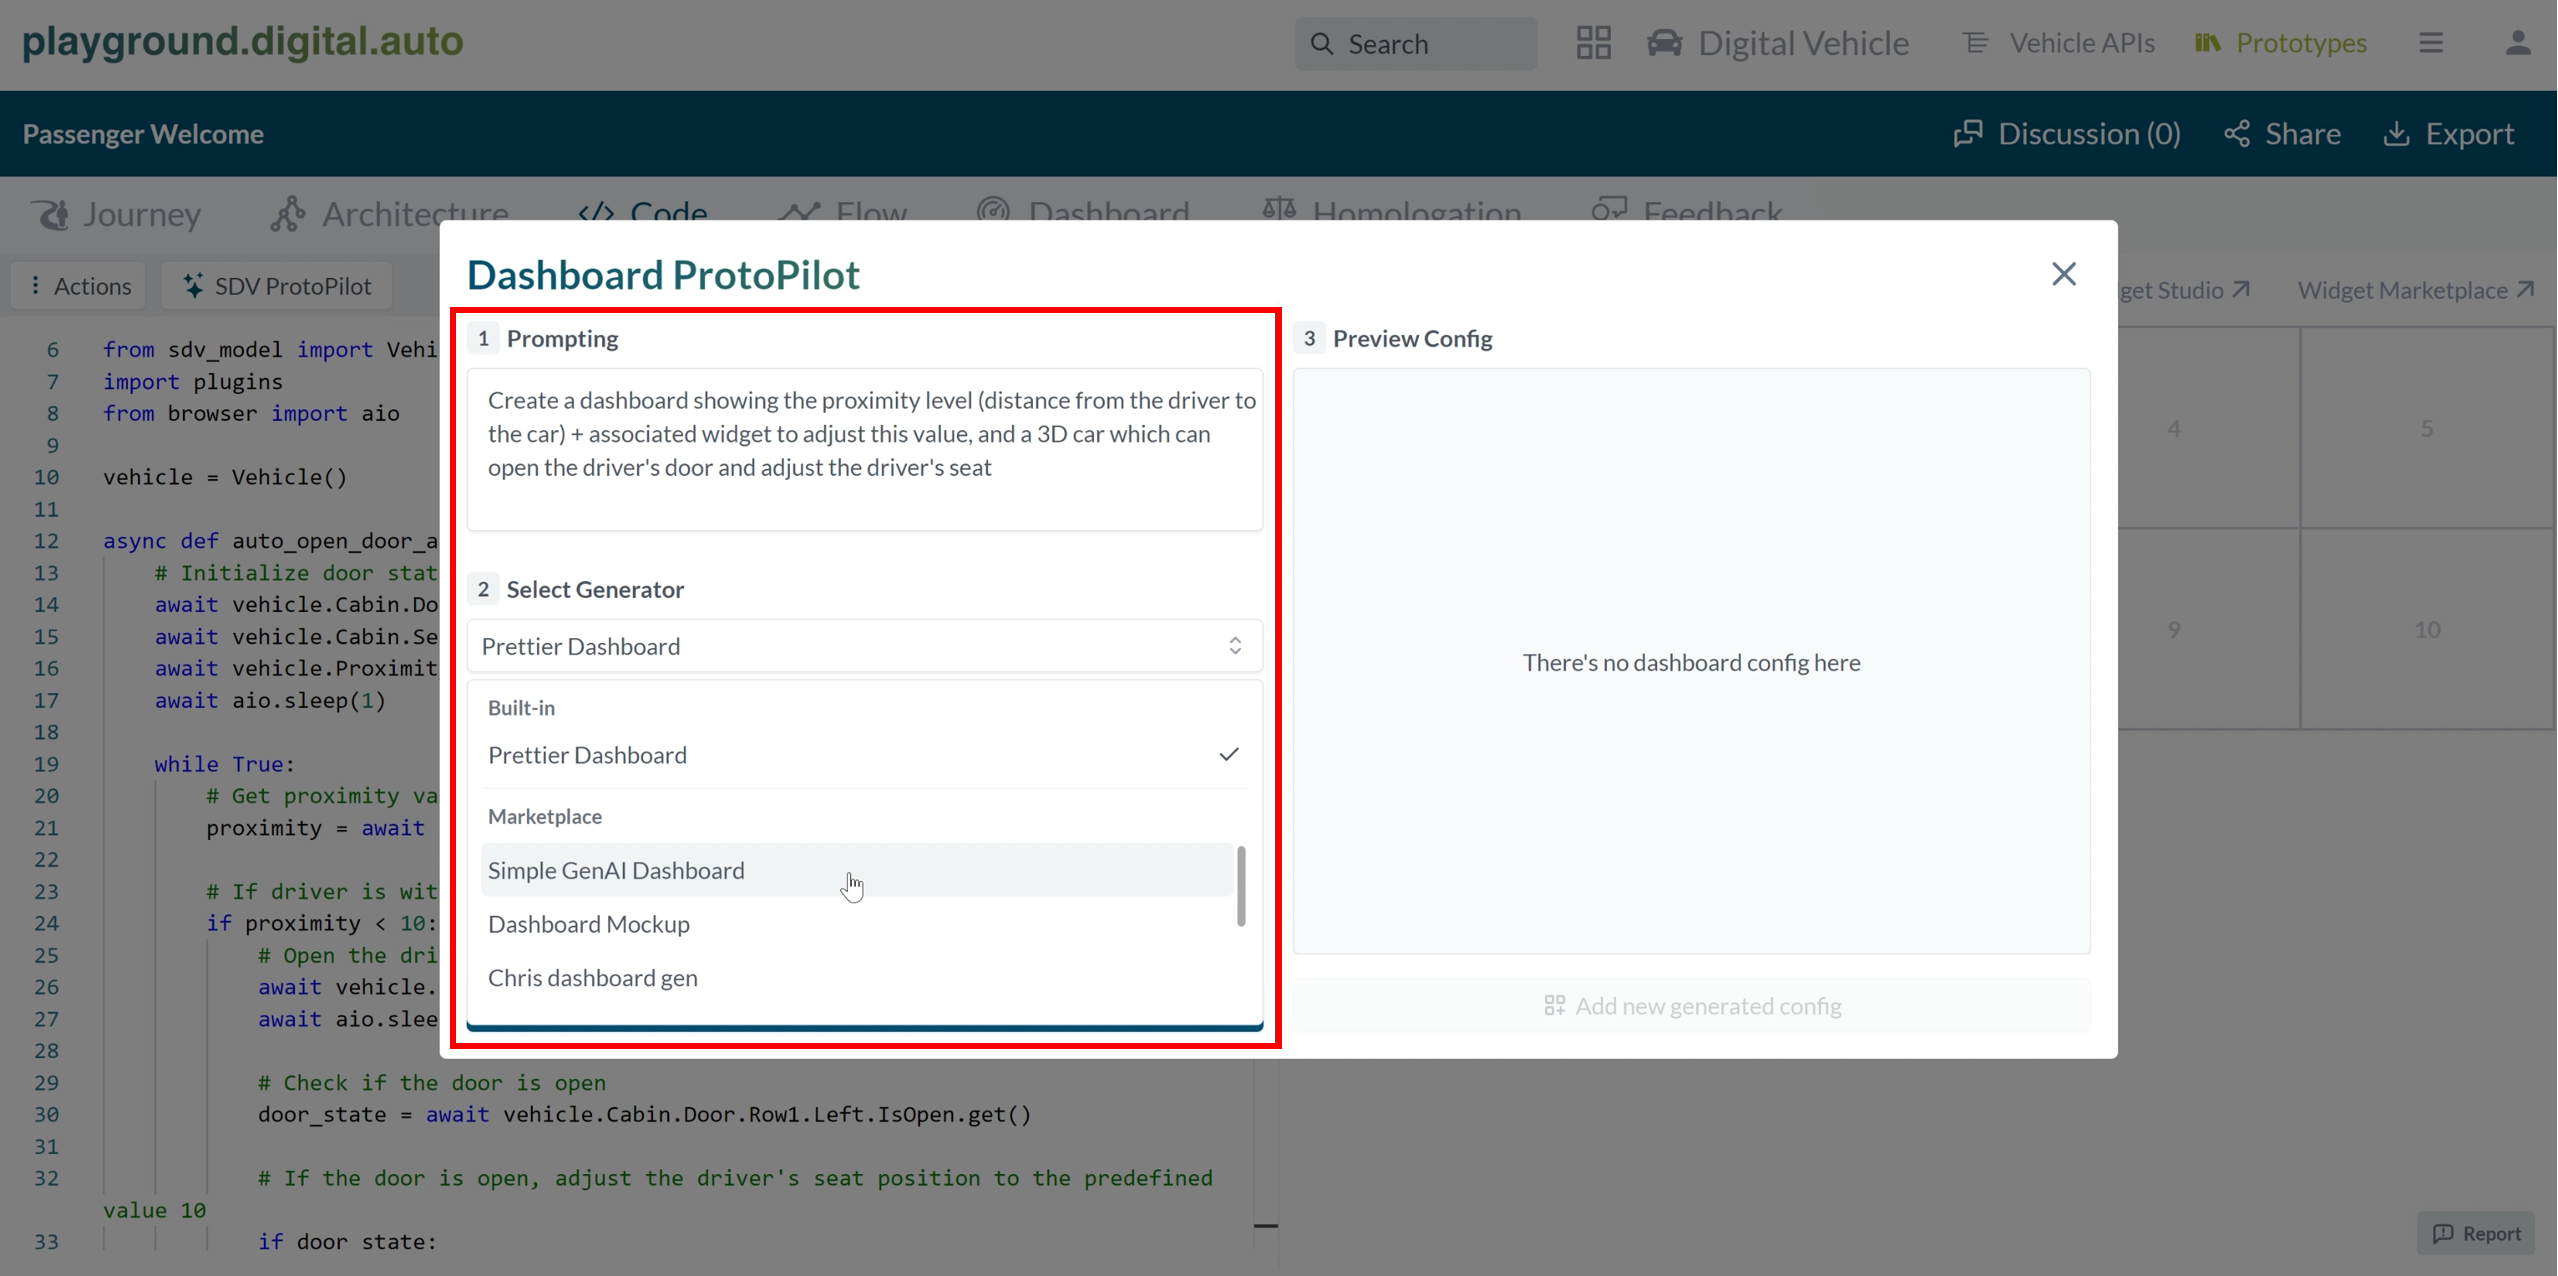 playground.digital.auto
Search
Digital Vehicle
Vehicle APIs
Prototypes
Passenger Welcome
Discussion (0)
Share
Export
Journey
Architecture
Code
Flow
Dashboard
Homologation
Feedback
Actions
SDV ProtoPilot
get Studio
Widget Marketplace
Dashboard ProtoPilot
1 Prompting
Create a dashboard showing the proximity level (distance from the driver to
the car) + associated widget to adjust this value, and a 3D car which can
open the driver's door and adjust the driver's seat
2 Select Generator
Prettier Dashboard
Built-in
Prettier Dashboard
Marketplace
Simple GenAI Dashboard
Dashboard Mockup
Chris dashboard gen
3 Preview Config
There's no dashboard config here
Add new generated config
4
5
9
10
6 from sdv_model import Vehi
7 import plugins
8 from browser import aio
9
10 vehicle = Vehicle()
11
12 async def auto_open_door_a
13 # Initialize door stat
14 await vehicle.Cabin.Do
15 await vehicle.Cabin.Se
16 await vehicle.Proximit
17 await aio.sleep(1)
18
19 while True:
20 # Get proximity va
21 proximity = await
22
23 # If driver is wit
24 if proximity < 10:
25 # Open the dri
26 await vehicle.
27 await aio.slee
28
29 # Check if the door is open
30 door_state = await vehicle.Cabin.Door.Row1.Left.IsOpen.get()
31
32 # If the door is open, adjust the driver's seat position to the predefined
value 10
33 if door state:
Report